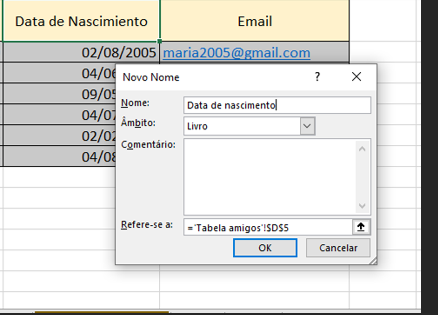 Data de Nascimento Email
02/08/2005 maria2005@gmail.com
04/06
09/05
04/07
02/02
04/08
Novo Nome ? ×
Nome: Data de nascimento
Âmbito: Livro
Comentário:
Refere-se a: ='Tabela amigos'!$D$5
OK Cancelar